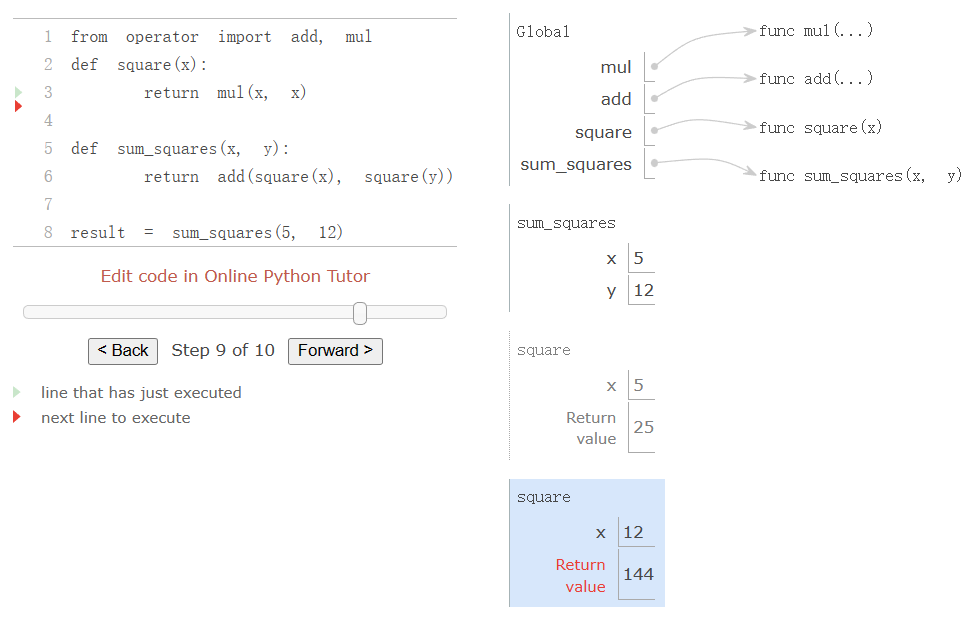 1 from operator import add, mul
2 def square(x):
3 return mul(x, x)
4
5 def sum_squares(x, y):
6 return add(square(x), square(y))
7
8 result = sum_squares(5, 12)
Edit code in Online Python Tutor
< Back Step 9 of 10 Forward >
line that has just executed
next line to execute
Global
mul
add
square
sum_squares
func mul(...)
func add(...)
func square(x)
func sum_squares(x, y)
sum_squares
x 5
y 12
square
x 5
Return
value 25
square
x 12
Return
value 144